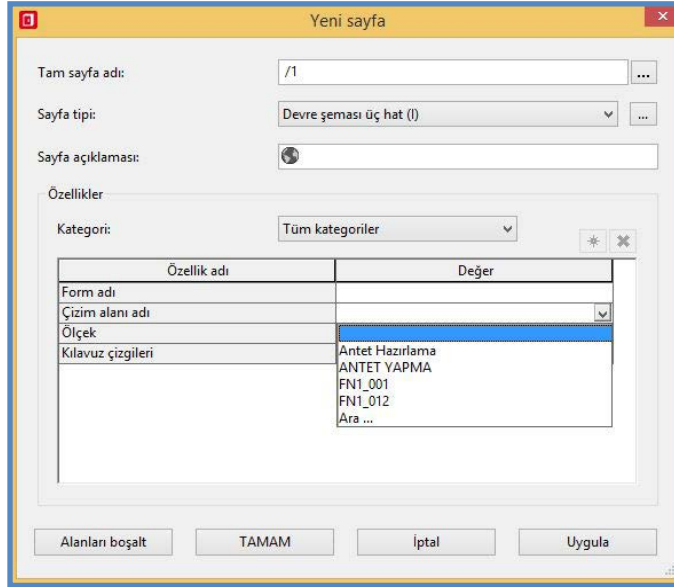 Yeni sayfa
Tam sayfa adı:
/1
...
Sayfa tipi:
Devre şeması üç hat (I)
...
Sayfa açıklaması:
Özellikler
Kategori:
Tüm kategoriler
Özellik adı
Değer
Form adı
Çizim alanı adı
Ölçek
Kılavuz çizgileri
Antet Hazırlama
ANTET YAPMA
FN1_001
FN1_012
Ara ...
Alanları boşalt
TAMAM
İptal
Uygula